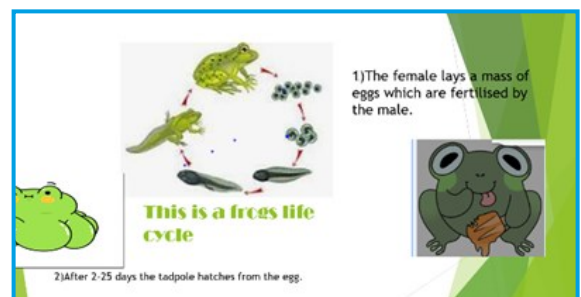 1)The female lays a mass of
eggs which are fertilised by
the male.
This is a frogs life
cycle
2)After 2-25 days the tadpole hatches from the egg.